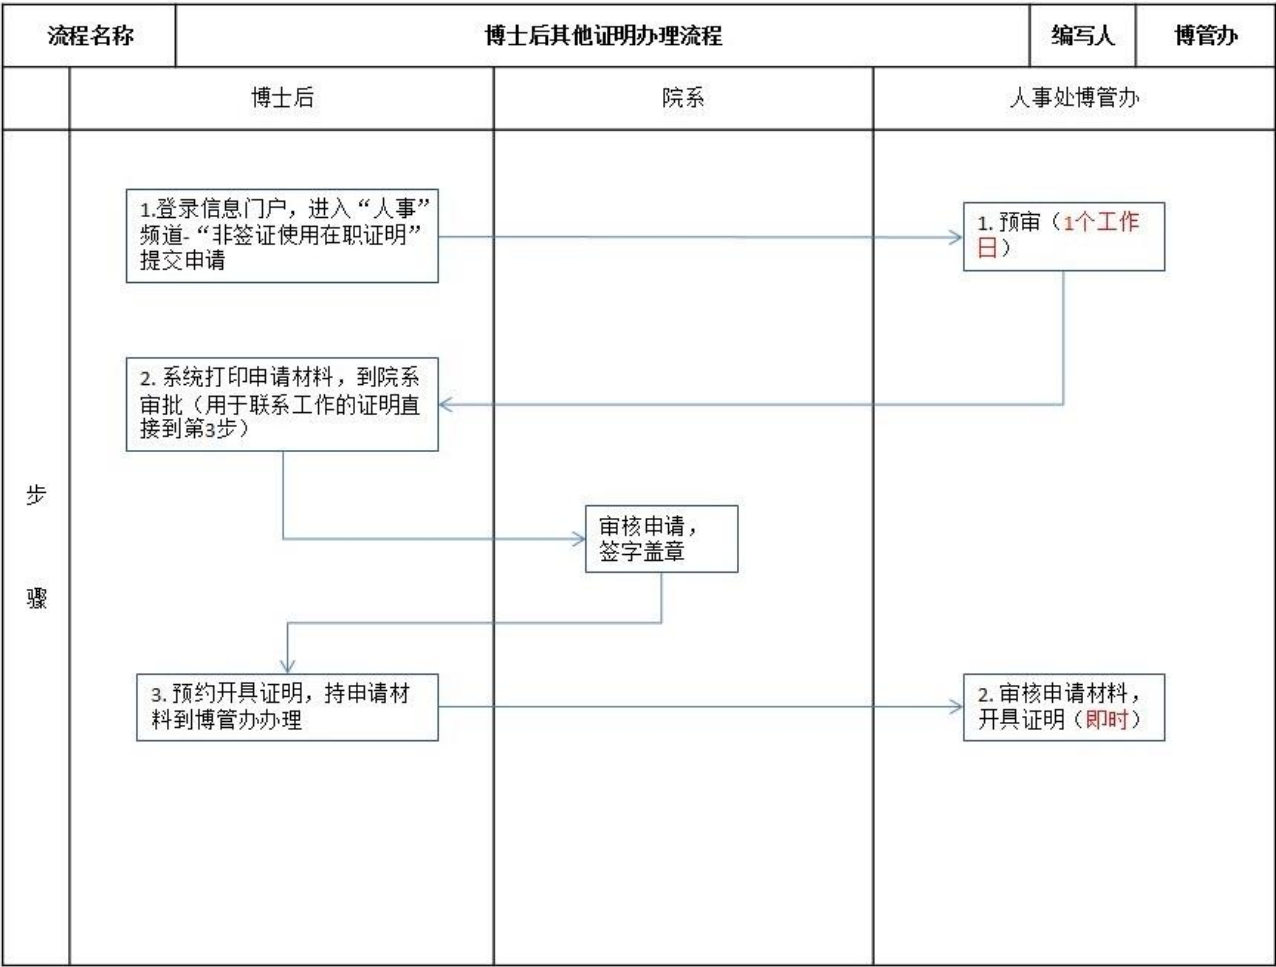 流程名称
博士后其他证明办理流程
编写人
博管办
博士后
院系
人事处博管办
步
骤
1.登录信息门户，进入“人事”
频道-“非签证使用在职证明”
提交申请
1. 预审（1个工作
日）
2. 系统打印申请材料，到院系
审批（用于联系工作的证明直
接到第3步）
审核申请，
签字盖章
3. 预约开具证明，持申请材
料到博管办办理
2. 审核申请材料，
开具证明（即时）